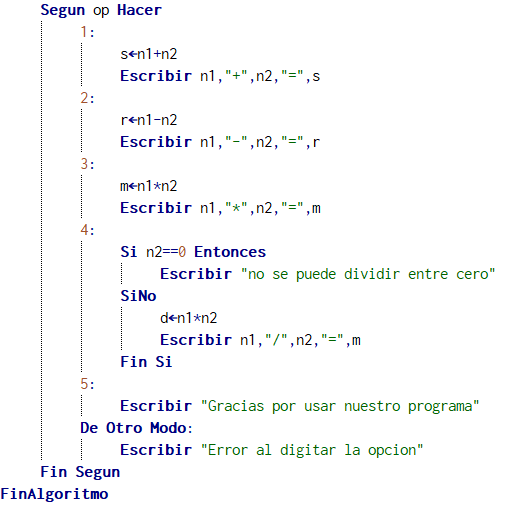 Segun op Hacer
1:
s←n1+n2
Escribir n1,"+",n2,"=",s
2:
r←n1-n2
Escribir n1,"-",n2,"=",r
3:
m←n1*n2
Escribir n1,"*",n2,"=",m
4:
Si n2==0 Entonces
Escribir "no se puede dividir entre cero"
SiNo
d←n1*n2
Escribir n1,"/",n2,"=",m
Fin Si
5:
Escribir "Gracias por usar nuestro programa"
De Otro Modo:
Escribir "Error al digitar la opcion"
Fin Segun
FinAlgoritmo